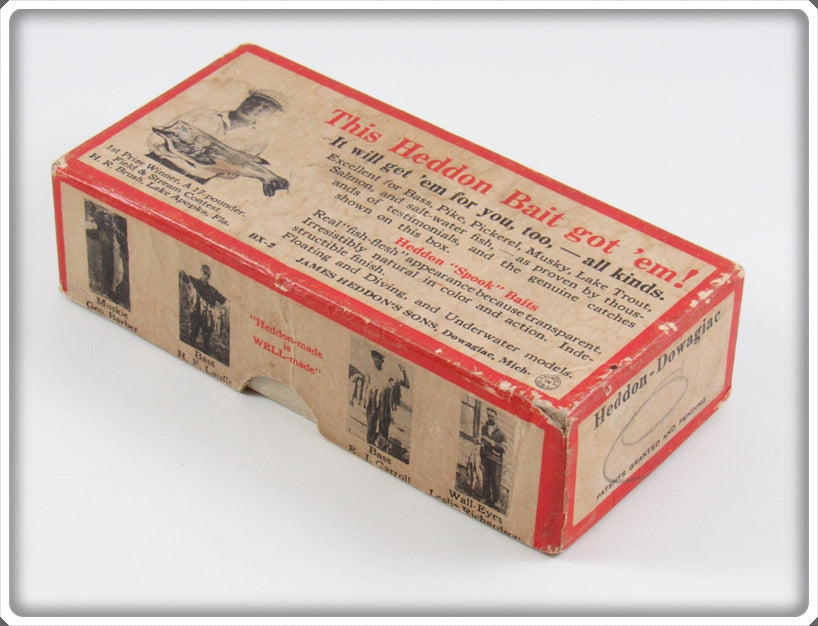 This Heddon Bait got 'em!
It will get 'em for you, too, — all kinds.
Excellent for Bass, Pike, Pickerel, Musky, Lake Trout,
Salmon, and salt-water fish, — as proven by thous-
ands of testimonials, and the genuine catches
shown on this box.
Heddon "Spook" Baits
Real "fish-flesh" appearance because transparent.
Irresistibly natural in color and action. Inde-
structible finish.
Floating and Diving, and Underwater models.
JAMES HEDDON'S SONS, Dowagiac, Mich.
BX-2
1st Prize Winner, A 17-pounder,
Field & Stream Contest,
H. R. Brush, Lake Apopka, Fla.
Muskie
Geo. Barber
Bass
H. E.
"Heddon-made
is
WELL-made"
Bass
E. J. Carroll
Wall-Eyes
Leslie Richardson
Heddon-Dowagiac
PATENTS GRANTED AND PENDING